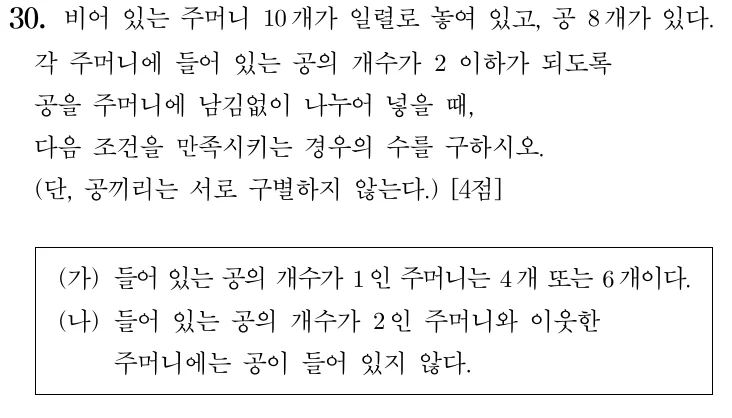 30. 비어 있는 주머니 10개가 일렬로 놓여 있고, 공 8개가 있다.
각 주머니에 들어 있는 공의 개수가 2 이하가 되도록
공을 주머니에 남김없이 나누어 넣을 때,
다음 조건을 만족시키는 경우의 수를 구하시오.
(단, 공끼리는 서로 구별하지 않는다.) [4점]
(가) 들어 있는 공의 개수가 1인 주머니는 4개 또는 6개이다.
(나) 들어 있는 공의 개수가 2인 주머니와 이웃한
주머니에는 공이 들어 있지 않다.